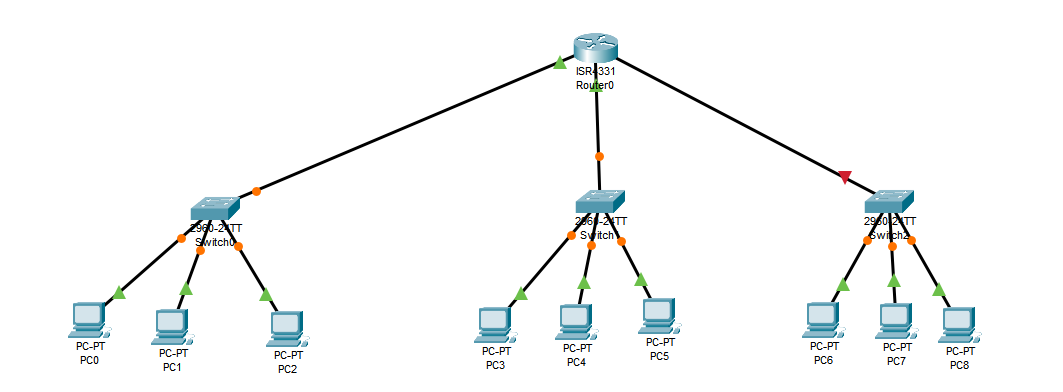 ISR4331
Router0
2960-24TT
Switch0
2960-24TT
Switch1
2960-24TT
Switch2
PC-PT
PC0
PC-PT
PC1
PC-PT
PC2
PC-PT
PC3
PC-PT
PC4
PC-PT
PC5
PC-PT
PC6
PC-PT
PC7
PC-PT
PC8